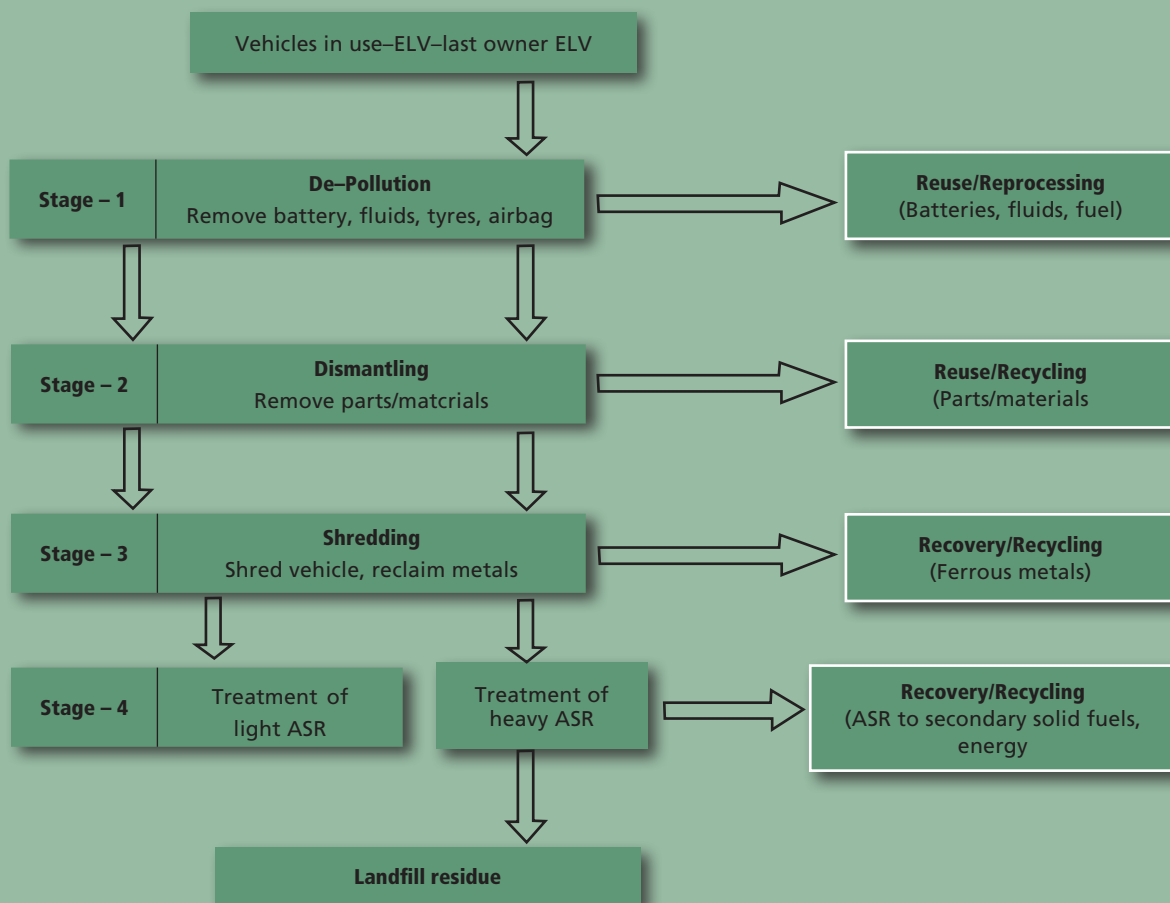 Vehicles in use–ELV–last owner ELV
Stage – 1
De–Pollution
Remove battery, fluids, tyres, airbag
Reuse/Reprocessing
(Batteries, fluids, fuel)
Stage – 2
Dismantling
Remove parts/matcrials
Reuse/Recycling
(Parts/materials
Stage – 3
Shredding
Shred vehicle, reclaim metals
Recovery/Recycling
(Ferrous metals)
Stage – 4
Treatment of
light ASR
Treatment of
heavy ASR
Recovery/Recycling
(ASR to secondary solid fuels,
energy
Landfill residue